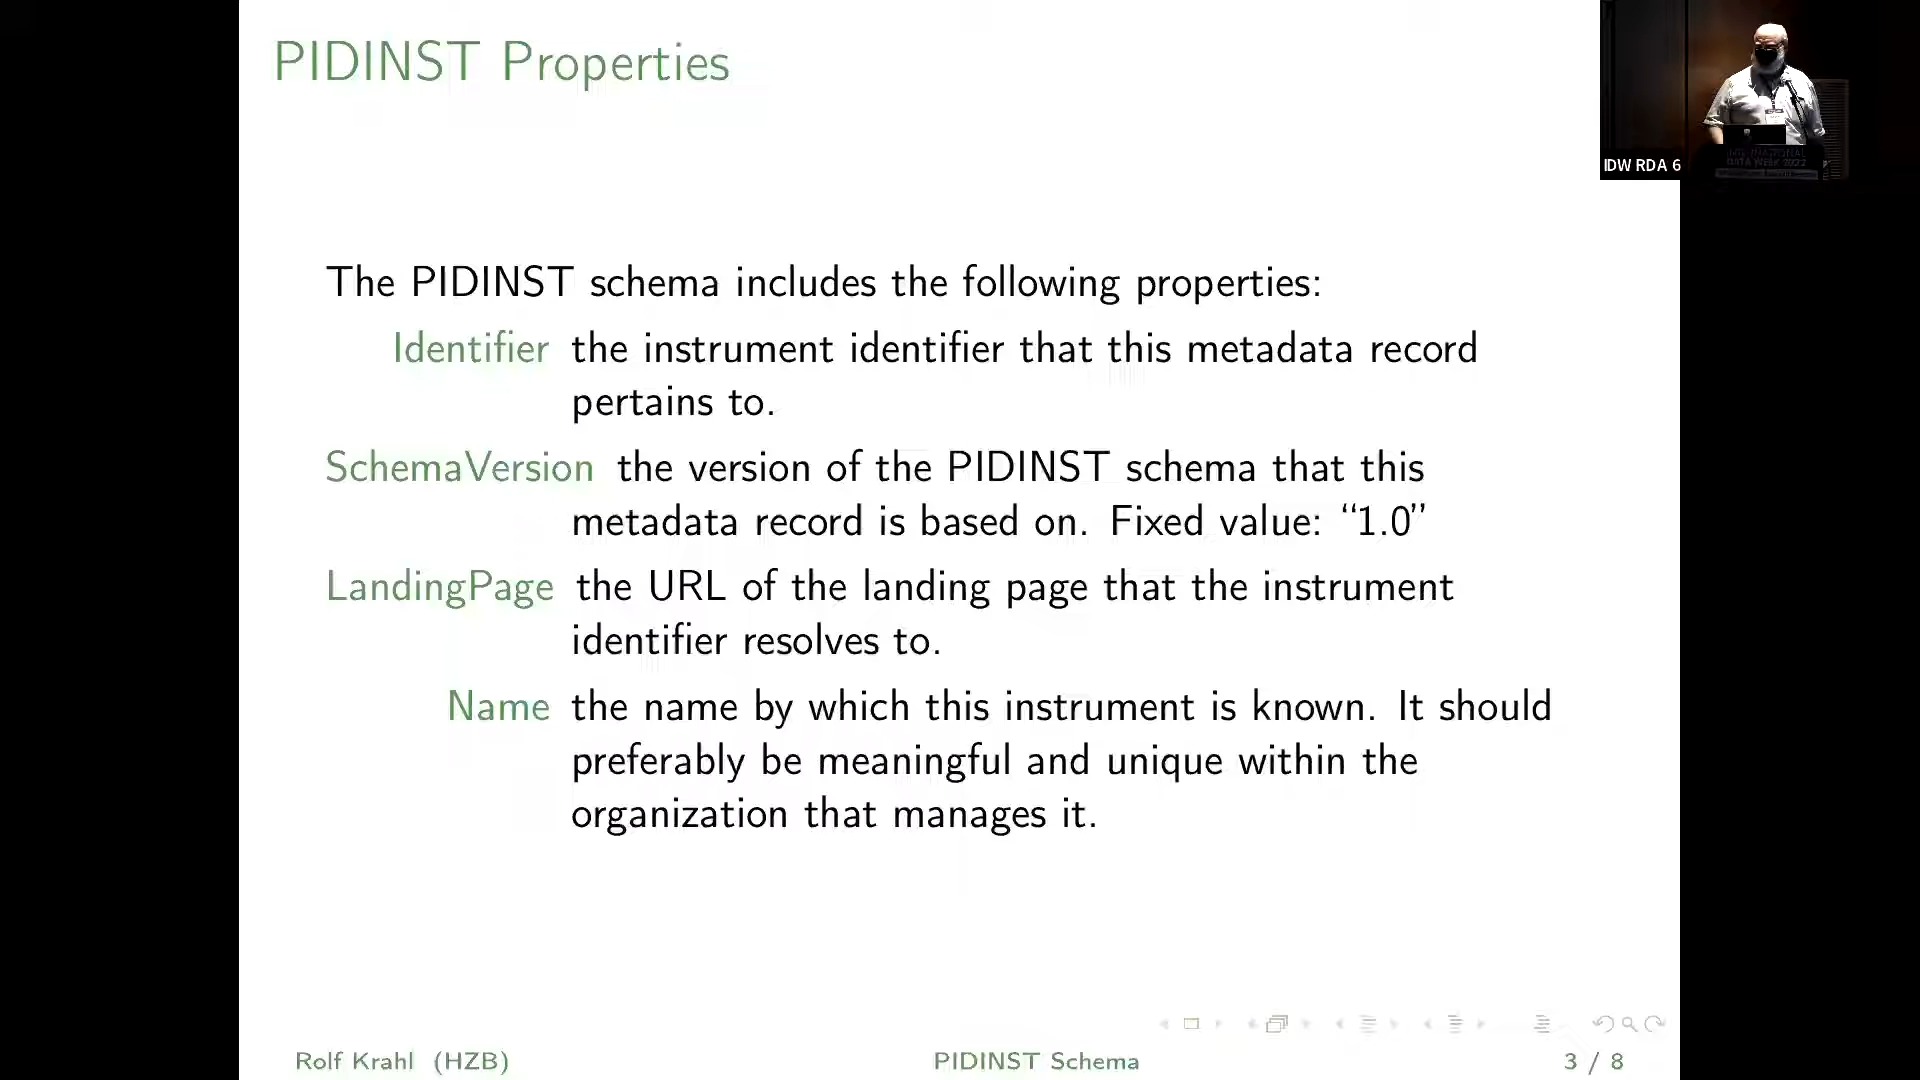 PIDINST Properties
IDW RDA 6
The PIDINST schema includes the following properties:
Identifier the instrument identifier that this metadata record
pertains to.
SchemaVersion the version of the PIDINST schema that this
metadata record is based on. Fixed value: “1.0”
LandingPage the URL of the landing page that the instrument
identifier resolves to.
Name the name by which this instrument is known. It should
preferably be meaningful and unique within the
organization that manages it.
Rolf Krahl (HZB) PIDINST Schema 3 / 8